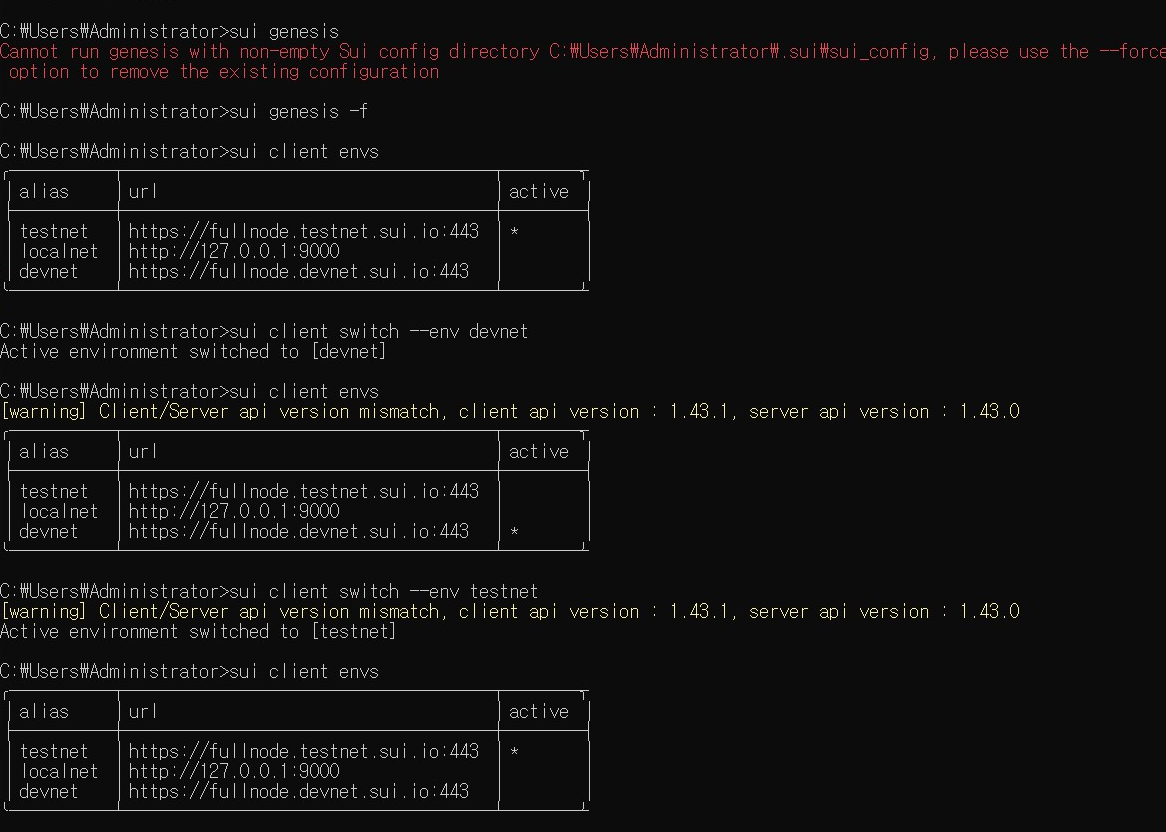 C:₩Users₩Administrator>sui genesis
Cannot run genesis with non-empty Sui config directory C:₩Users₩Administrator₩.sui₩sui_config, please use the --force
option to remove the existing configuration
C:₩Users₩Administrator>sui genesis -f
C:₩Users₩Administrator>sui client envs
alias url active
testnet https://fullnode.testnet.sui.io:443 *
localnet http://127.0.0.1:9000
devnet https://fullnode.devnet.sui.io:443
C:₩Users₩Administrator>sui client switch --env devnet
Active environment switched to [devnet]
C:₩Users₩Administrator>sui client envs
[warning] Client/Server api version mismatch, client api version : 1.43.1, server api version : 1.43.0
alias url active
testnet https://fullnode.testnet.sui.io:443
localnet http://127.0.0.1:9000
devnet https://fullnode.devnet.sui.io:443 *
C:₩Users₩Administrator>sui client switch --env testnet
[warning] Client/Server api version mismatch, client api version : 1.43.1, server api version : 1.43.0
Active environment switched to [testnet]
C:₩Users₩Administrator>sui client envs
alias url active
testnet https://fullnode.testnet.sui.io:443 *
localnet http://127.0.0.1:9000
devnet https://fullnode.devnet.sui.io:443